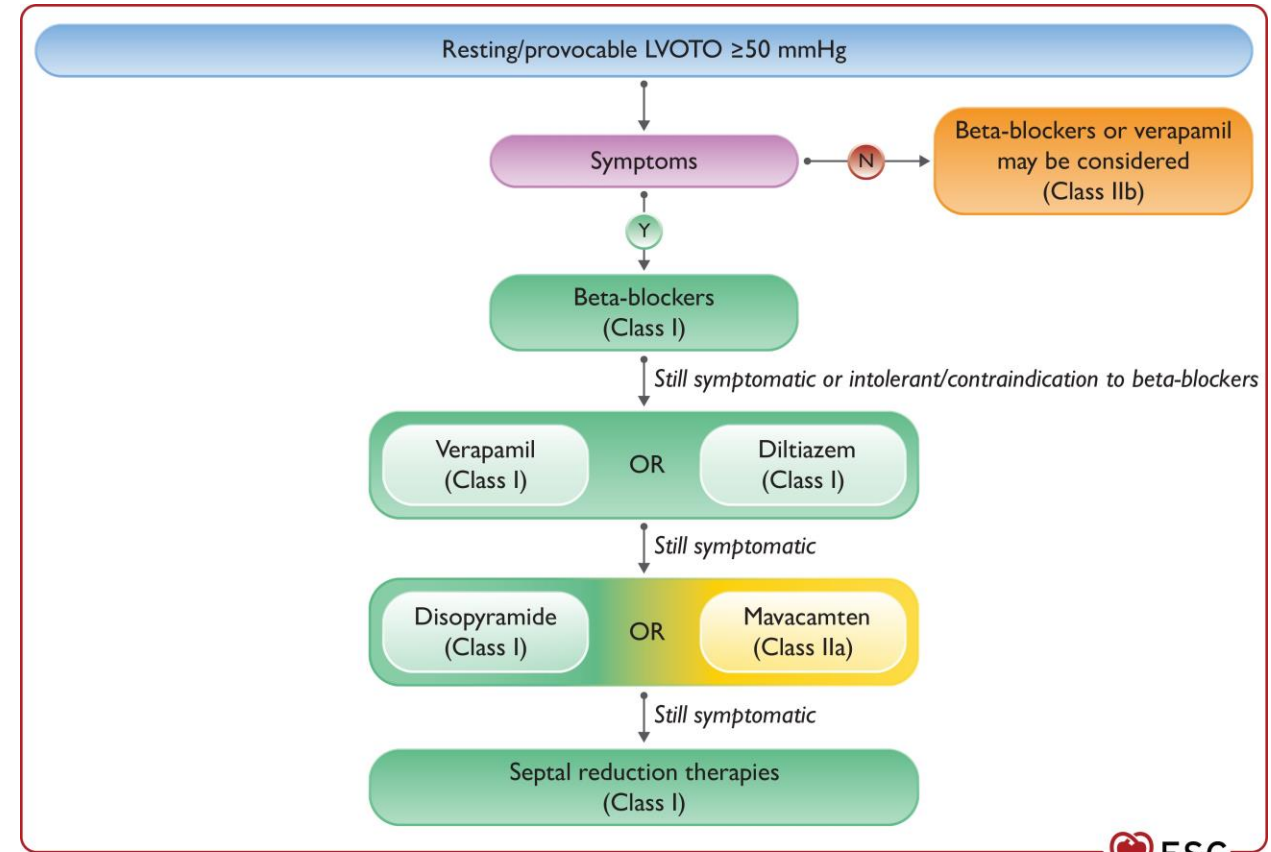 Resting/provocable LVOTO ≥50 mmHg
Symptoms
N
Beta-blockers or verapamil
may be considered
(Class IIb)
Y
Beta-blockers
(Class I)
Still symptomatic or intolerant/contraindication to beta-blockers
Verapamil
(Class I)
OR
Diltiazem
(Class I)
Still symptomatic
Disopyramide
(Class I)
OR
Mavacamten
(Class IIa)
Still symptomatic
Septal reduction therapies
(Class I)
ESC